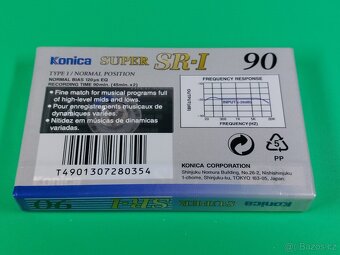 Konica SUPER SR-I 90
TYPE I / NORMAL POSITION
NORMAL BIAS 120µs EQ
RECORDING TIME 90min. (45min. x2)
• Fine match for musical programs full
of high-level mids and lows.
• Pour enregistrements musicaux de
dynamiques variés.
• Nitidez en músicas de dinámicas
variadas.
T4901307280354
FREQUENCY RESPONSE
FREQUENCY (HZ)
KONICA CORPORATION
Shinjuku Nomura Building, No.26-2, Nishishinjuku
1-chome, Shinjuku-ku, TOKYO 163-05, JAPAN
5
PP
Konica SUPER SR-I 90